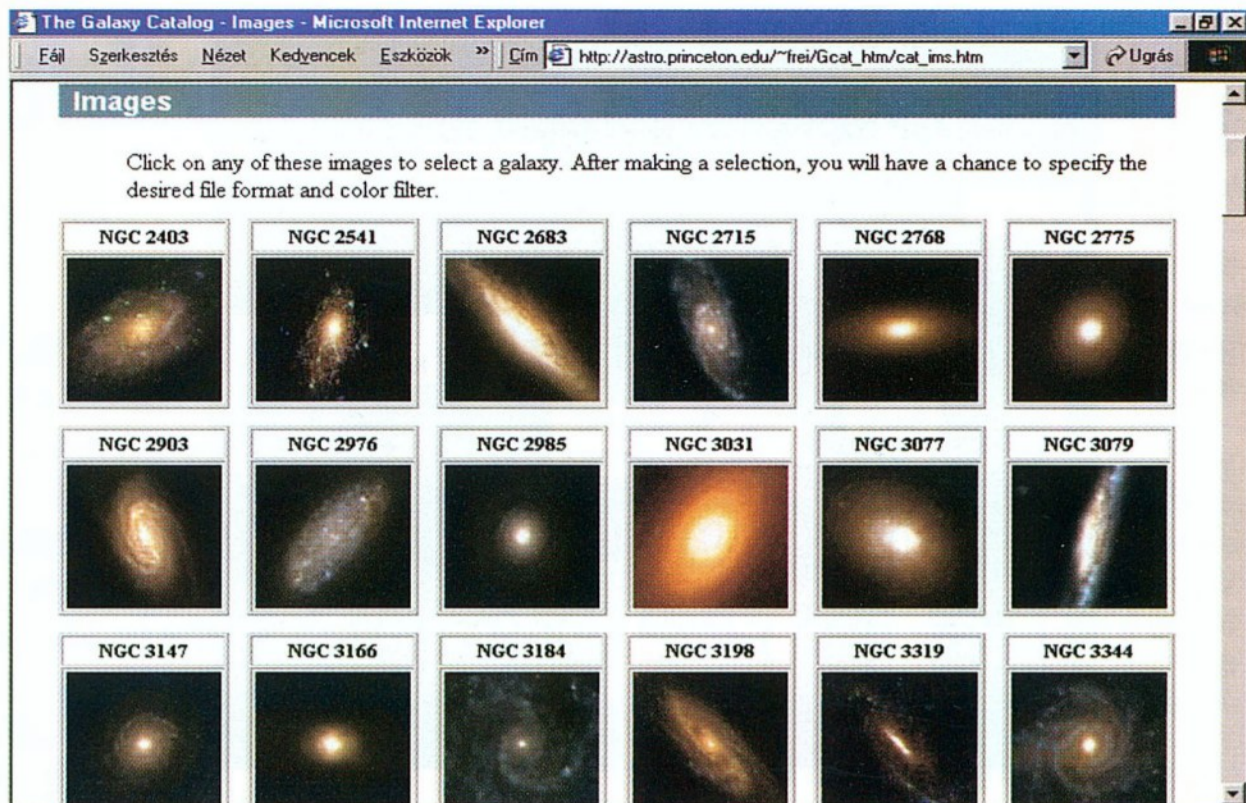 The Galaxy Catalog - Images - Microsoft Internet Explorer
Fájl Szerkesztés Nézet Kedvencek Eszközök » Cím http://astro.princeton.edu/~frei/Gcat_htm/cat_ims.htm Ugrás
Images
Click on any of these images to select a galaxy. After making a selection, you will have a chance to specify the
desired file format and color filter.
NGC 2403 NGC 2541 NGC 2683 NGC 2715 NGC 2768 NGC 2775
NGC 2903 NGC 2976 NGC 2985 NGC 3031 NGC 3077 NGC 3079
NGC 3147 NGC 3166 NGC 3184 NGC 3198 NGC 3319 NGC 3344